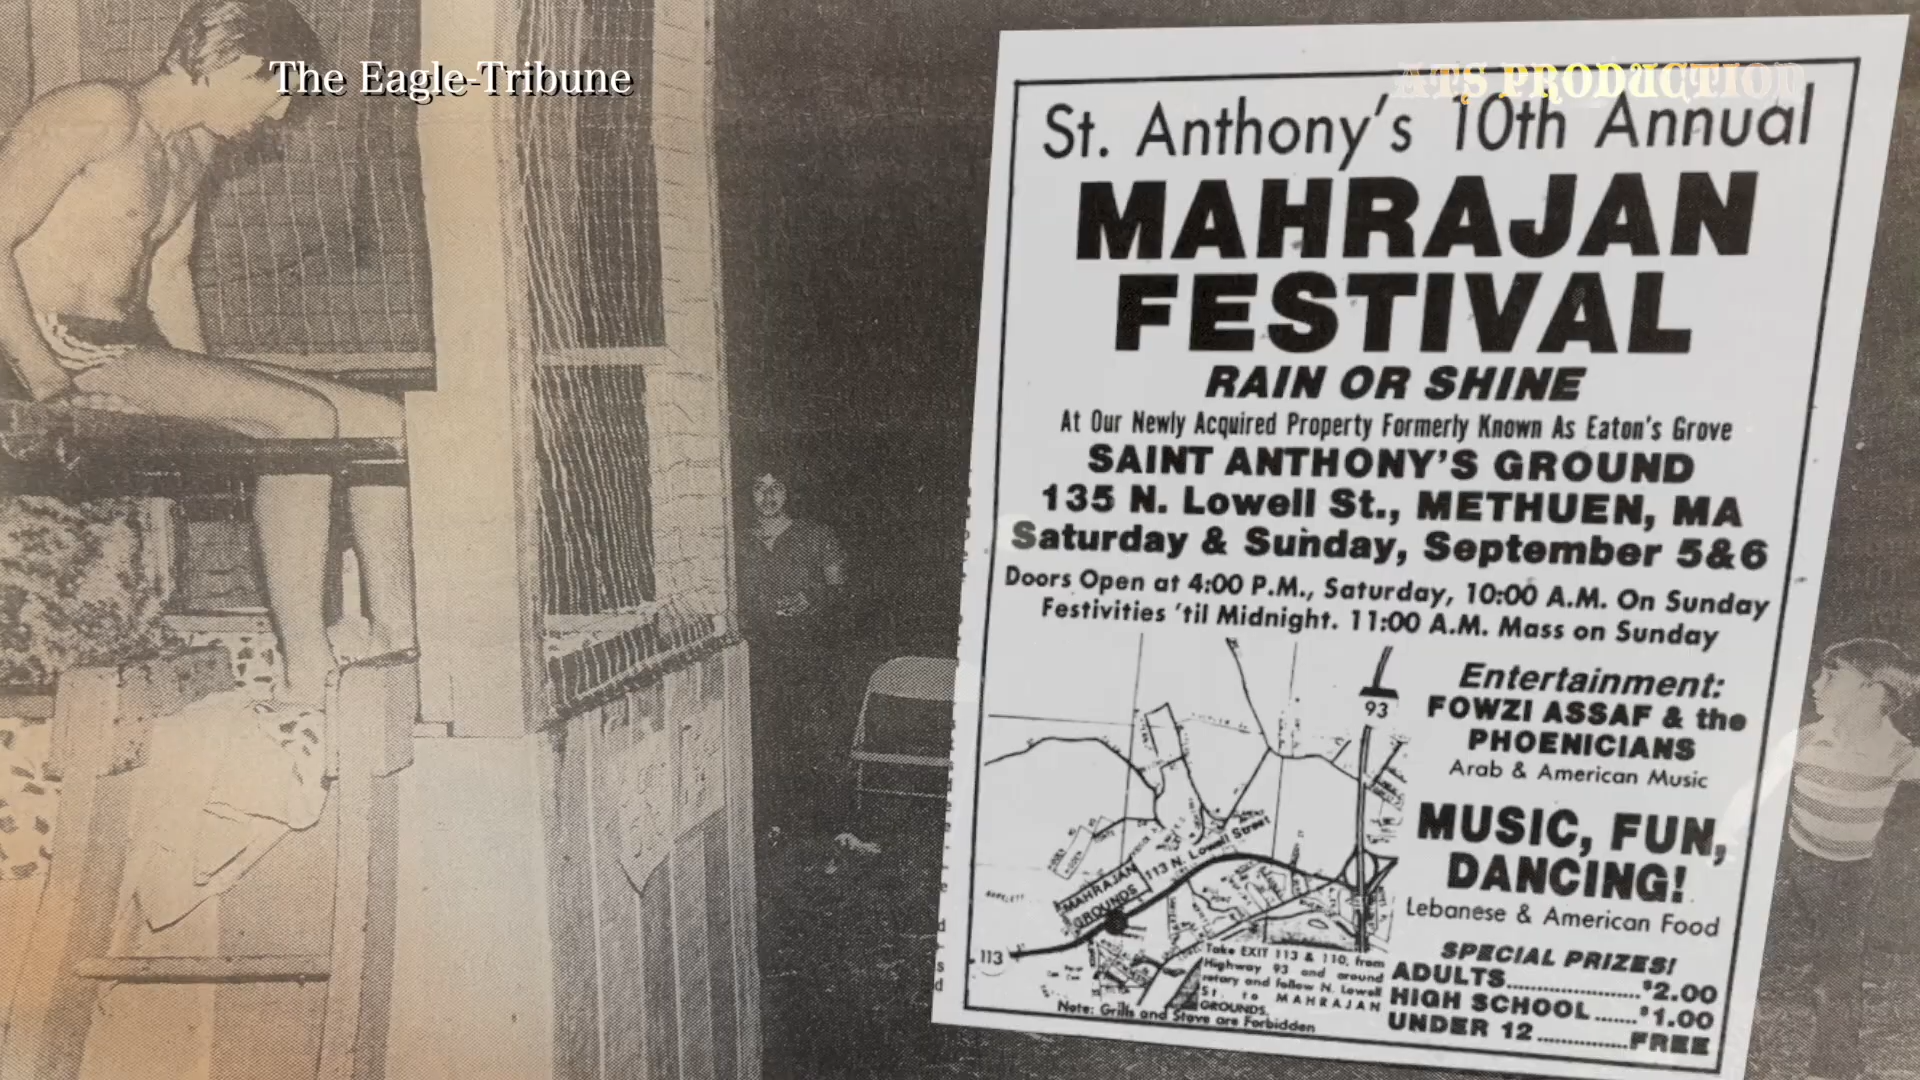 The Eagle-Tribune
ATS PRODUCTION
St. Anthony's 10th Annual
MAHRAJAN
FESTIVAL
RAIN OR SHINE
At Our Newly Acquired Property Formerly Known As Eaton's Grove
SAINT ANTHONY'S GROUND
135 N. Lowell St., METHUEN, MA
Saturday & Sunday, September 5&6
Doors Open at 4:00 P.M., Saturday, 10:00 A.M. On Sunday
Festivities 'til Midnight. 11:00 A.M. Mass on Sunday
93
113 N. Lowell Street
MAHRAJAN
GROUNDS
113
Take EXIT 113 & 110, from
Highway 93 and around
rotary and follow N. Lowell
St. to MAHRAJAN
GROUNDS.
Note: Grills and Stove are Forbidden
Entertainment:
FOWZI ASSAF & the
PHOENICIANS
Arab & American Music
MUSIC, FUN,
DANCING!
Lebanese & American Food
SPECIAL PRIZES!
ADULTS....................$2.00
HIGH SCHOOL.......$1.00
UNDER 12...............FREE